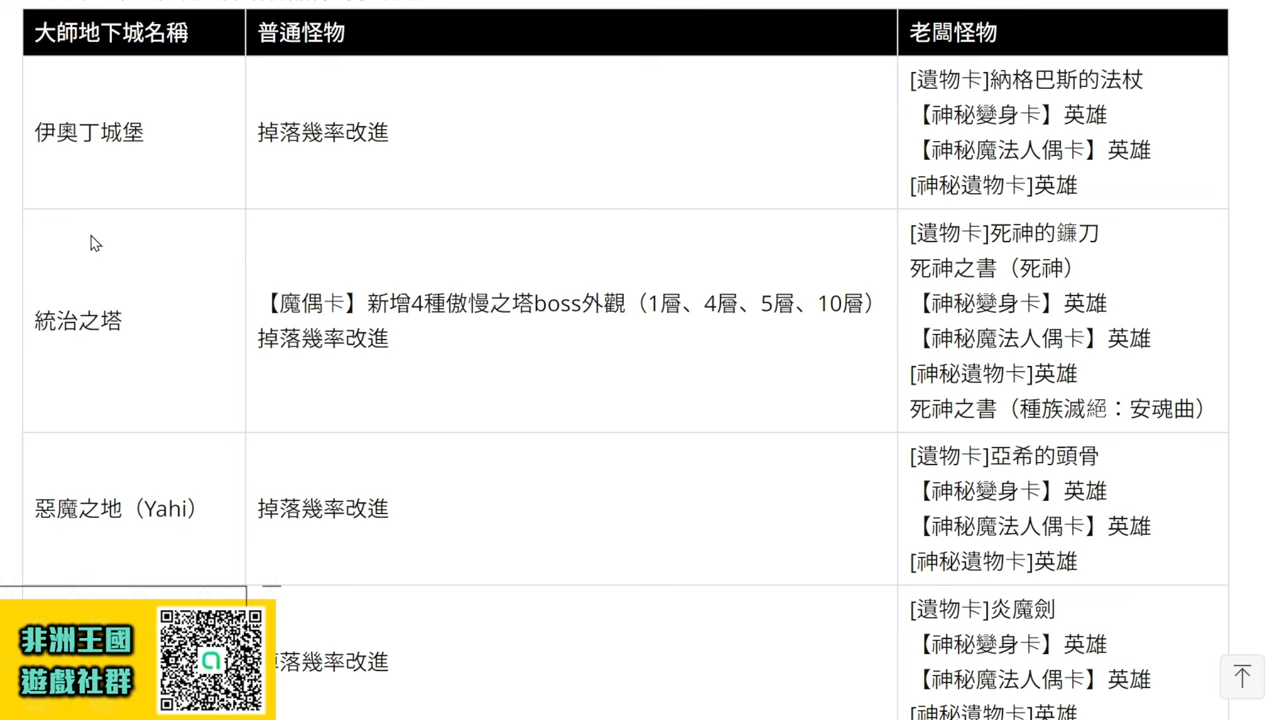 大師地下城名稱
普通怪物
老闆怪物
伊奧丁城堡
掉落幾率改進
[遺物卡]納格巴斯的法杖
【神秘變身卡】英雄
【神秘魔法人偶卡】英雄
[神秘遺物卡]英雄
統治之塔
【魔偶卡】新增4種傲慢之塔boss外觀（1層、4層、5層、10層）
掉落幾率改進
[遺物卡]死神的鐮刀
死神之書（死神）
【神秘變身卡】英雄
【神秘魔法人偶卡】英雄
[神秘遺物卡]英雄
死神之書（種族滅絕：安魂曲）
惡魔之地（Yahi）
掉落幾率改進
[遺物卡]亞希的頭骨
【神秘變身卡】英雄
【神秘魔法人偶卡】英雄
[神秘遺物卡]英雄
落幾率改進
[遺物卡]炎魔劍
【神秘變身卡】英雄
【神秘魔法人偶卡】英雄
[神秘遺物卡]英雄
非洲王國
遊戲社群